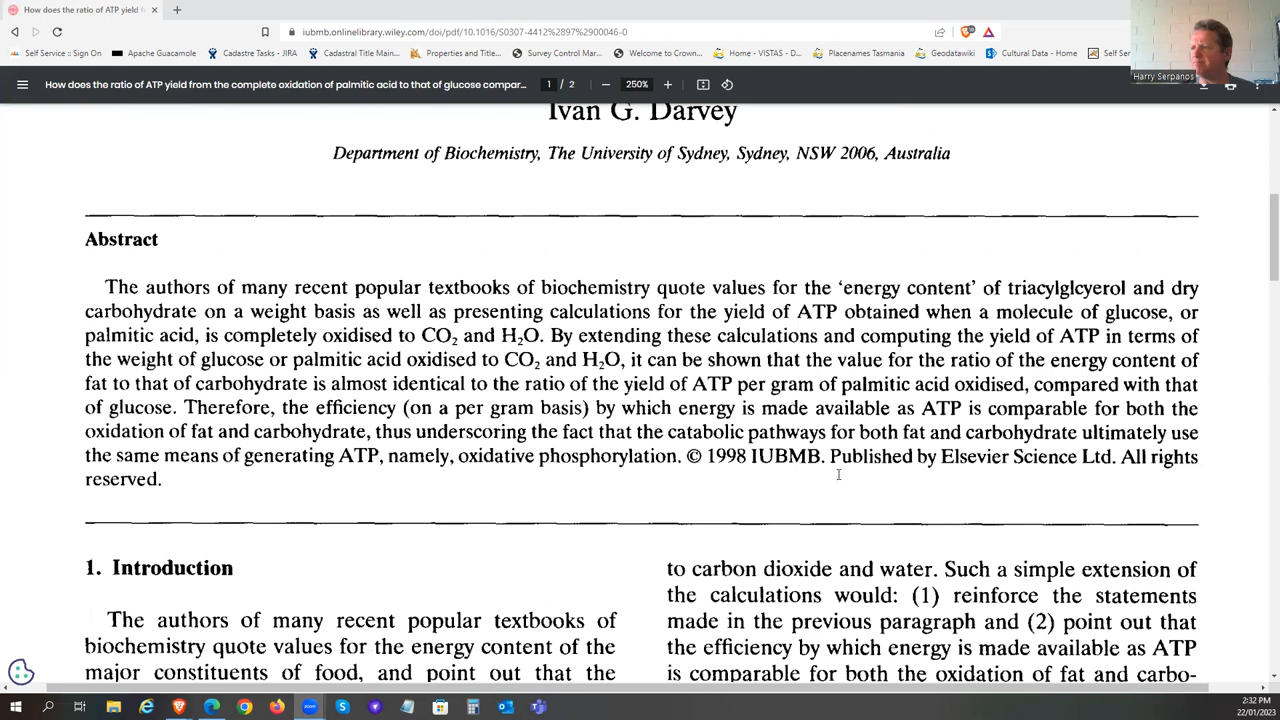 How does the ratio of ATP yield f
iubmb.onlinelibrary.wiley.com/doi/pdf/10.1016/S0307-4412%2897%2900046-0
Self Service :: Sign On
Apache Guacamole
Cadastre Tasks - JIRA
Cadastral Title Main...
Properties and Title...
Survey Control Mar...
Welcome to Crown...
Home - VISTAS - D...
Placenames Tasmania
Geodatawiki
Cultural Data - Home
Self Ser
Harry Serpanos
How does the ratio of ATP yield from the complete oxidation of palmitic acid to that of glucose compar...
1 / 2
250%
Ivan G. Darvey
Department of Biochemistry, The University of Sydney, Sydney, NSW 2006, Australia
Abstract
The authors of many recent popular textbooks of biochemistry quote values for the ‘energy content’ of triacylglcyerol and dry
carbohydrate on a weight basis as well as presenting calculations for the yield of ATP obtained when a molecule of glucose, or
palmitic acid, is completely oxidised to CO2 and H2O. By extending these calculations and computing the yield of ATP in terms of
the weight of glucose or palmitic acid oxidised to CO2 and H2O, it can be shown that the value for the ratio of the energy content of
fat to that of carbohydrate is almost identical to the ratio of the yield of ATP per gram of palmitic acid oxidised, compared with that
of glucose. Therefore, the efficiency (on a per gram basis) by which energy is made available as ATP is comparable for both the
oxidation of fat and carbohydrate, thus underscoring the fact that the catabolic pathways for both fat and carbohydrate ultimately use
the same means of generating ATP, namely, oxidative phosphorylation. © 1998 IUBMB. Published by Elsevier Science Ltd. All rights
reserved.
1. Introduction
The authors of many recent popular textbooks of
biochemistry quote values for the energy content of the
major constituents of food, and point out that the
to carbon dioxide and water. Such a simple extension of
the calculations would: (1) reinforce the statements
made in the previous paragraph and (2) point out that
the efficiency by which energy is made available as ATP
is comparable for both the oxidation of fat and carbo-
2:32 PM
22/01/2023